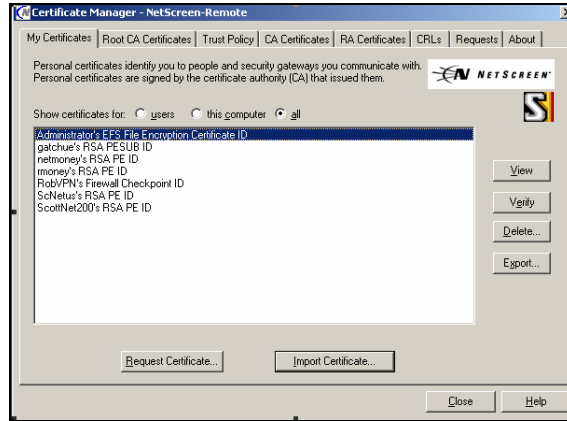 Certificate Manager - NetScreen-Remote
My Certificates Root CA Certificates Trust Policy CA Certificates RA Certificates CRLs Requests About
Personal certificates identify you to people and security gateways you communicate with.
Personal certificates are signed by the certificate authority (CA) that issued them.
NETSCREEN
Show certificates for: users this computer all
Administrator's EFS File Encryption Certificate ID
gatchue's RSA PESUB ID
netmoney's RSA PE ID
rmoney's RSA PE ID
RobVPN's Firewall Checkpoint ID
ScNetus's RSA PE ID
ScottNet200's RSA PE ID
View
Verify
Delete...
Export...
Request Certificate... Import Certificate...
Close Help